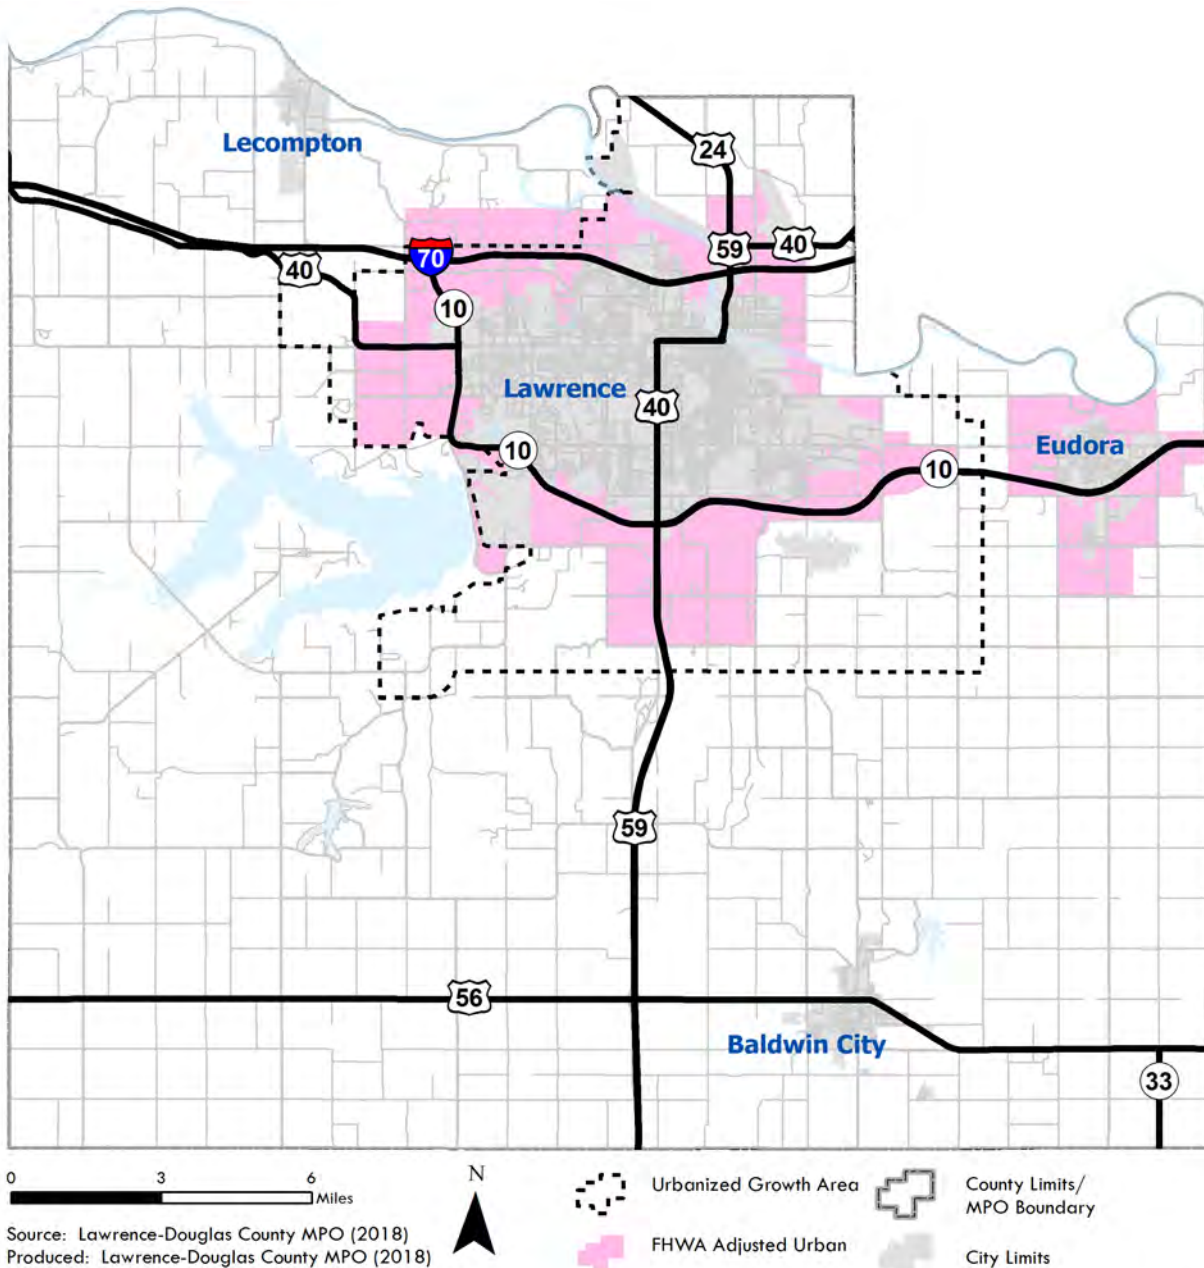 Lecompton
24
59
40
70
40
10
Lawrence
40
10
Eudora
10
59
56
Baldwin City
33
0 3 6
Miles
N
Urbanized Growth Area
County Limits/
MPO Boundary
Source: Lawrence-Douglas County MPO (2018)
Produced: Lawrence-Douglas County MPO (2018)
FHWA Adjusted Urban
City Limits